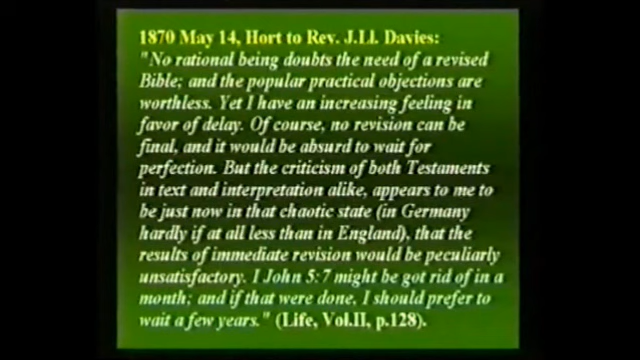 1870 May 14, Hort to Rev. J.Ll. Davies:
"No rational being doubts the need of a revised
Bible; and the popular practical objections are
worthless. Yet I have an increasing feeling in
favor of delay. Of course, no revision can be
final, and it would be absurd to wait for
perfection. But the criticism of both Testaments
in text and interpretation alike, appears to me to
be just now in that chaotic state (in Germany
hardly if at all less than in England), that the
results of immediate revision would be peculiarly
unsatisfactory. I John 5:7 might be got rid of in a
month; and if that were done, I should prefer to
wait a few years." (Life, Vol.II, p.128).